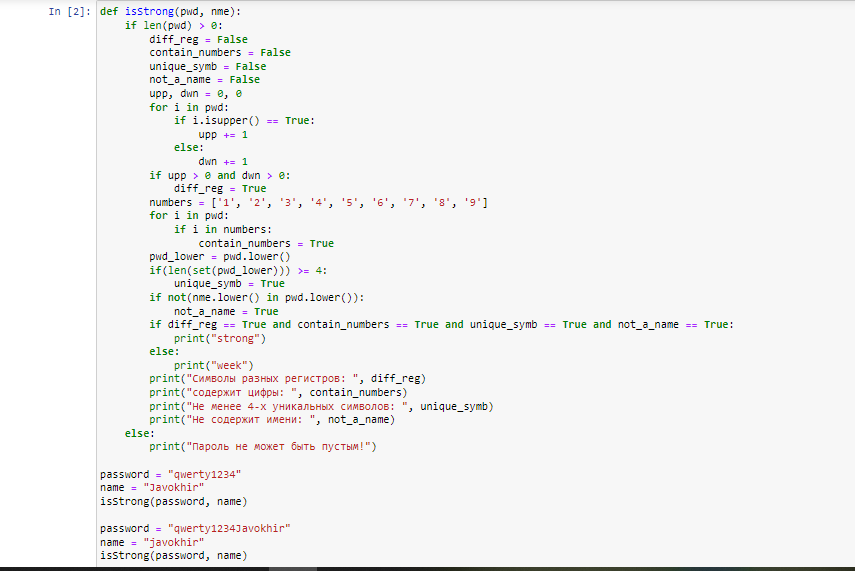 In [2]: def isStrong(pwd, nme):
    if len(pwd) > 0:
        diff_reg = False
        contain_numbers = False
        unique_symb = False
        not_a_name = False
        upp, dwn = 0, 0
        for i in pwd:
            if i.isupper() == True:
                upp += 1
            else:
                dwn += 1
        if upp > 0 and dwn > 0:
            diff_reg = True
        numbers = ['1', '2', '3', '4', '5', '6', '7', '8', '9']
        for i in pwd:
            if i in numbers:
                contain_numbers = True
        pwd_lower = pwd.lower()
        if(len(set(pwd_lower))) >= 4:
            unique_symb = True
        if not(nme.lower() in pwd.lower()):
            not_a_name = True
        if diff_reg == True and contain_numbers == True and unique_symb == True and not_a_name == True:
            print("strong")
        else:
            print("week")
        print("Символы разных регистров: ", diff_reg)
        print("содержит цифры: ", contain_numbers)
        print("Не менее 4-х уникальных символов: ", unique_symb)
        print("Не содержит имени: ", not_a_name)
    else:
        print("Пароль не может быть пустым!")

password = "qwerty1234"
name = "Javokhir"
isStrong(password, name)

password = "qwerty1234Javokhir"
name = "javokhir"
isStrong(password, name)